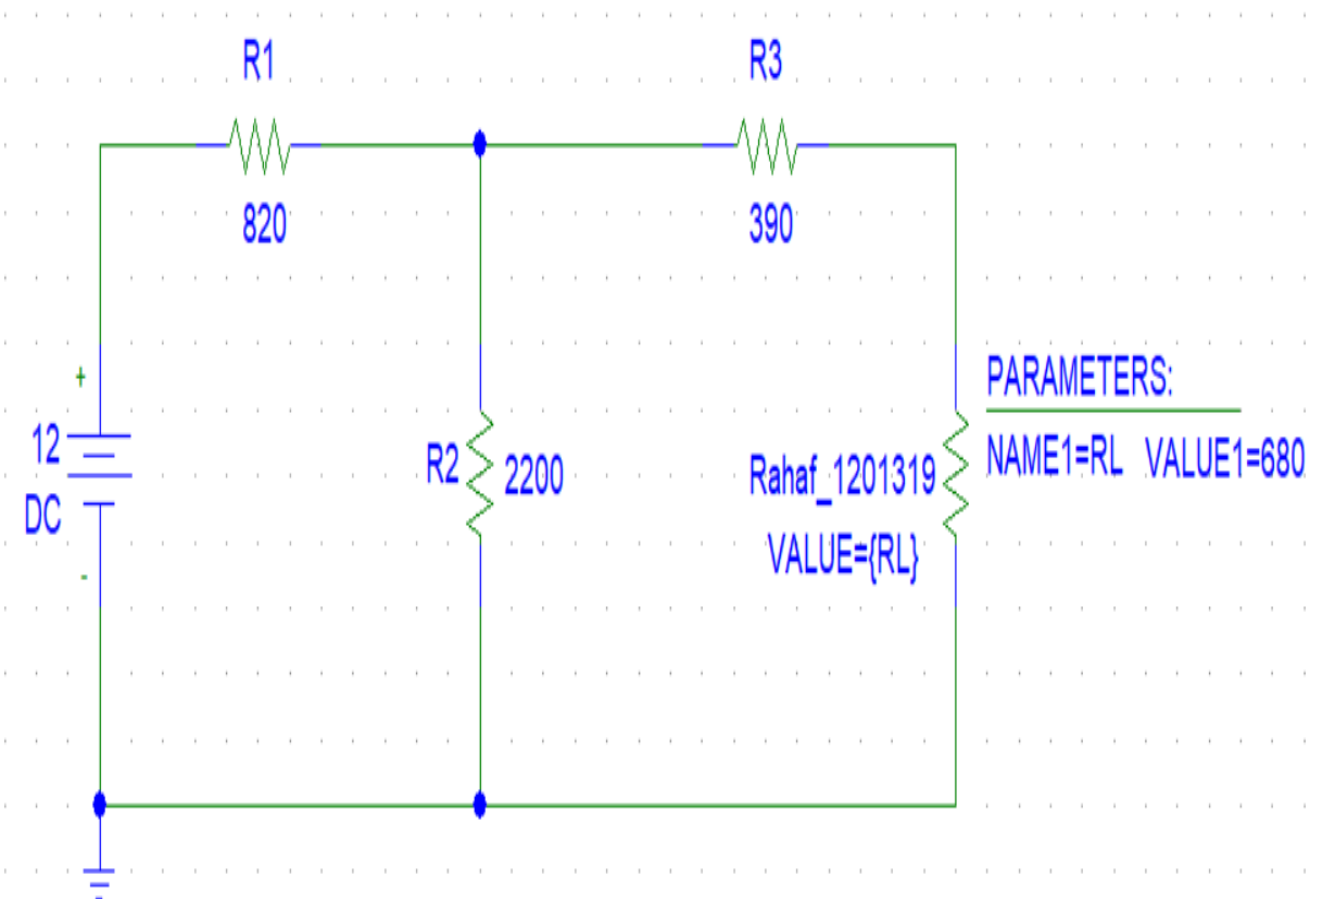 R1
R3
820
390
+
12
DC
-
R2
2200
Rahaf_1201319
VALUE={RL}
PARAMETERS:
NAME1=RL VALUE1=680